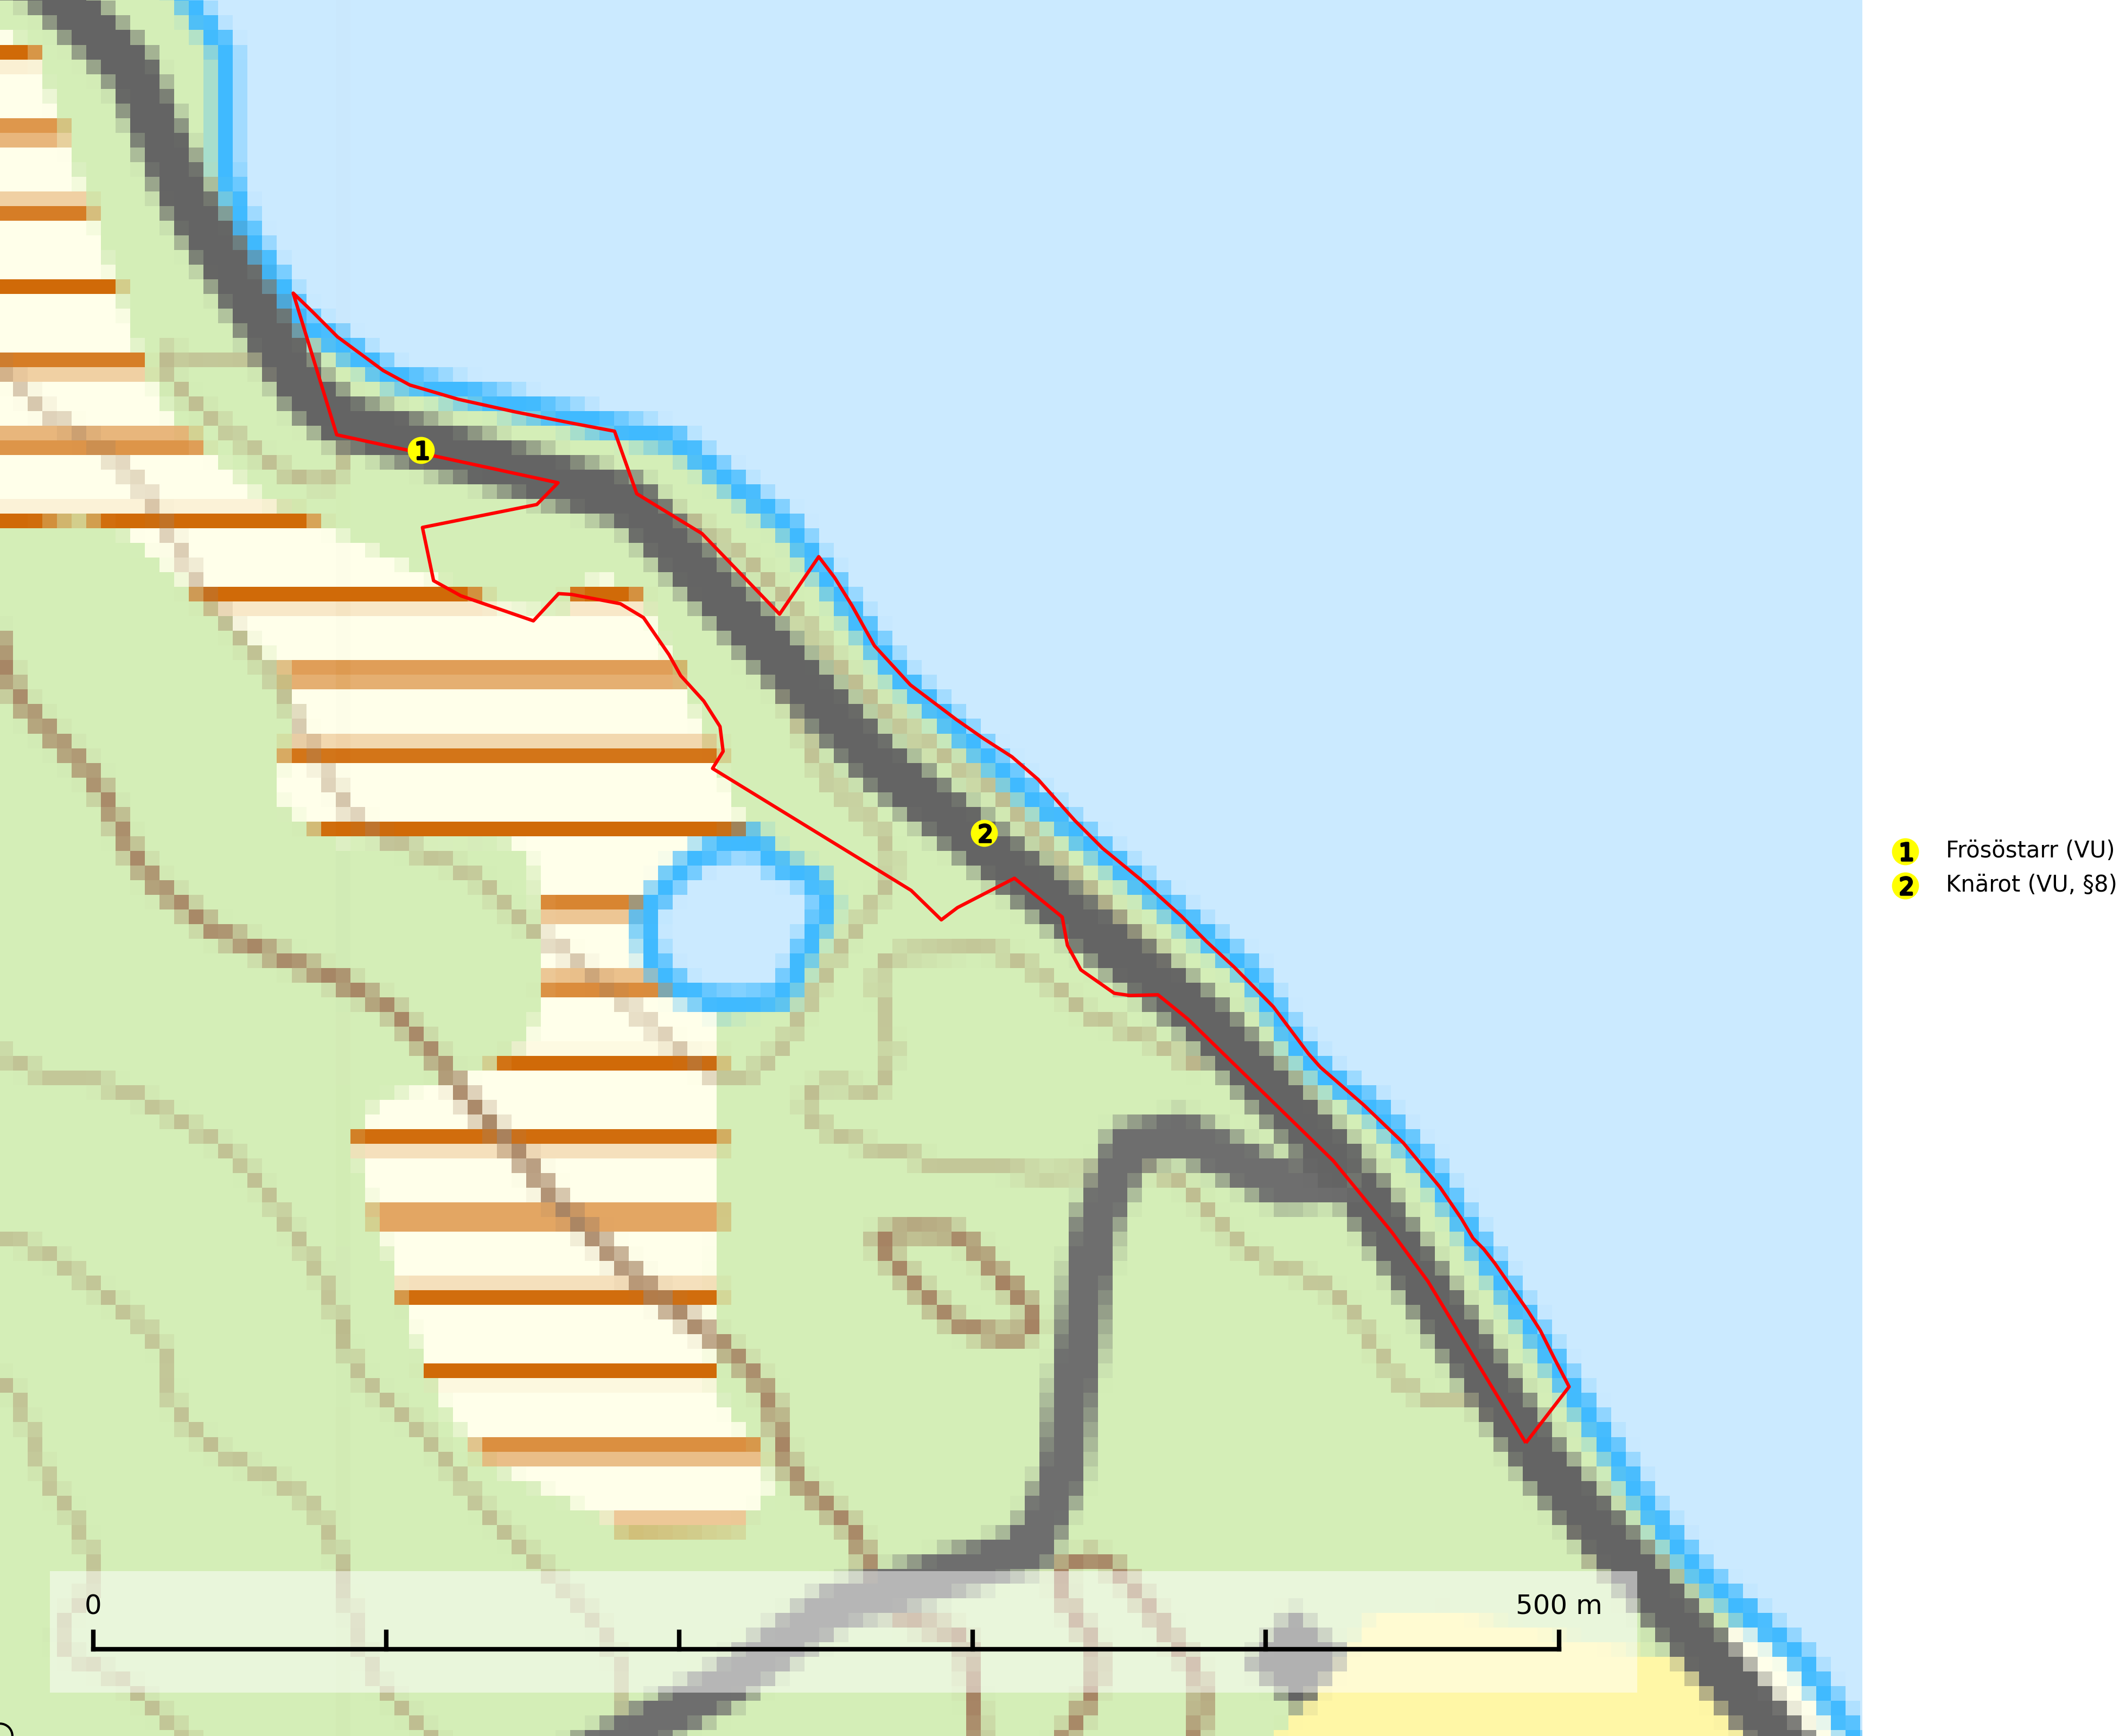 1
2
1 Frösöstarr (VU)
2 Knärot (VU, §8)
0 500 m